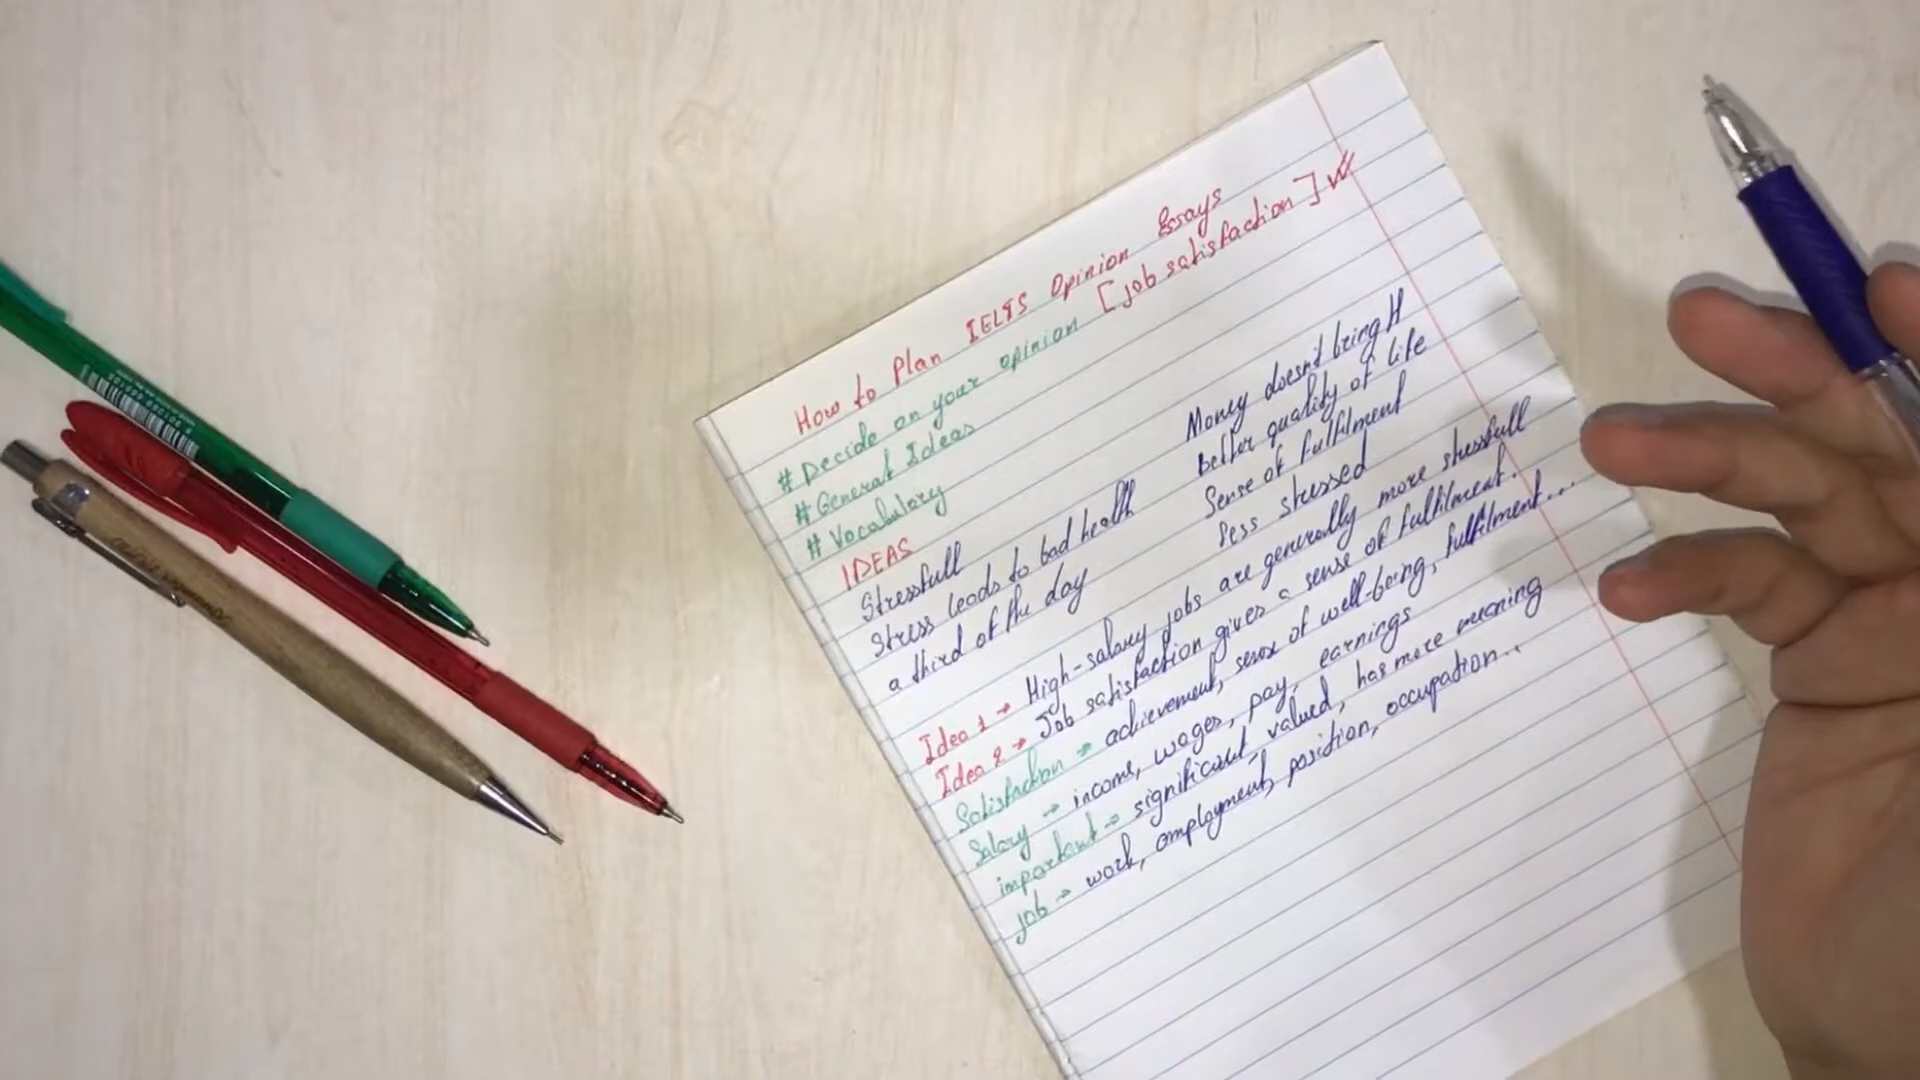 How to Plan IELTS Opinion Essays
# Decide on your opinion [job satisfaction]
# Generat Ideas
# Vocabulary
IDEAS
Stressfull
Stress leads to bad health
a third of the day
Money doesn't bring H
better quality of life
Sense of fulfilment
less stressed
Idea 1 → High-salary jobs are generally more stressfull
Idea 2 → Job satisfaction gives a sense of fulfilment.
Satisfaction → achievement, sense of well-being, fulfilment...
Salary → income, wages, pay, earnings
important → significant, valued, has more meaning
job → work, employment, position, occupation...